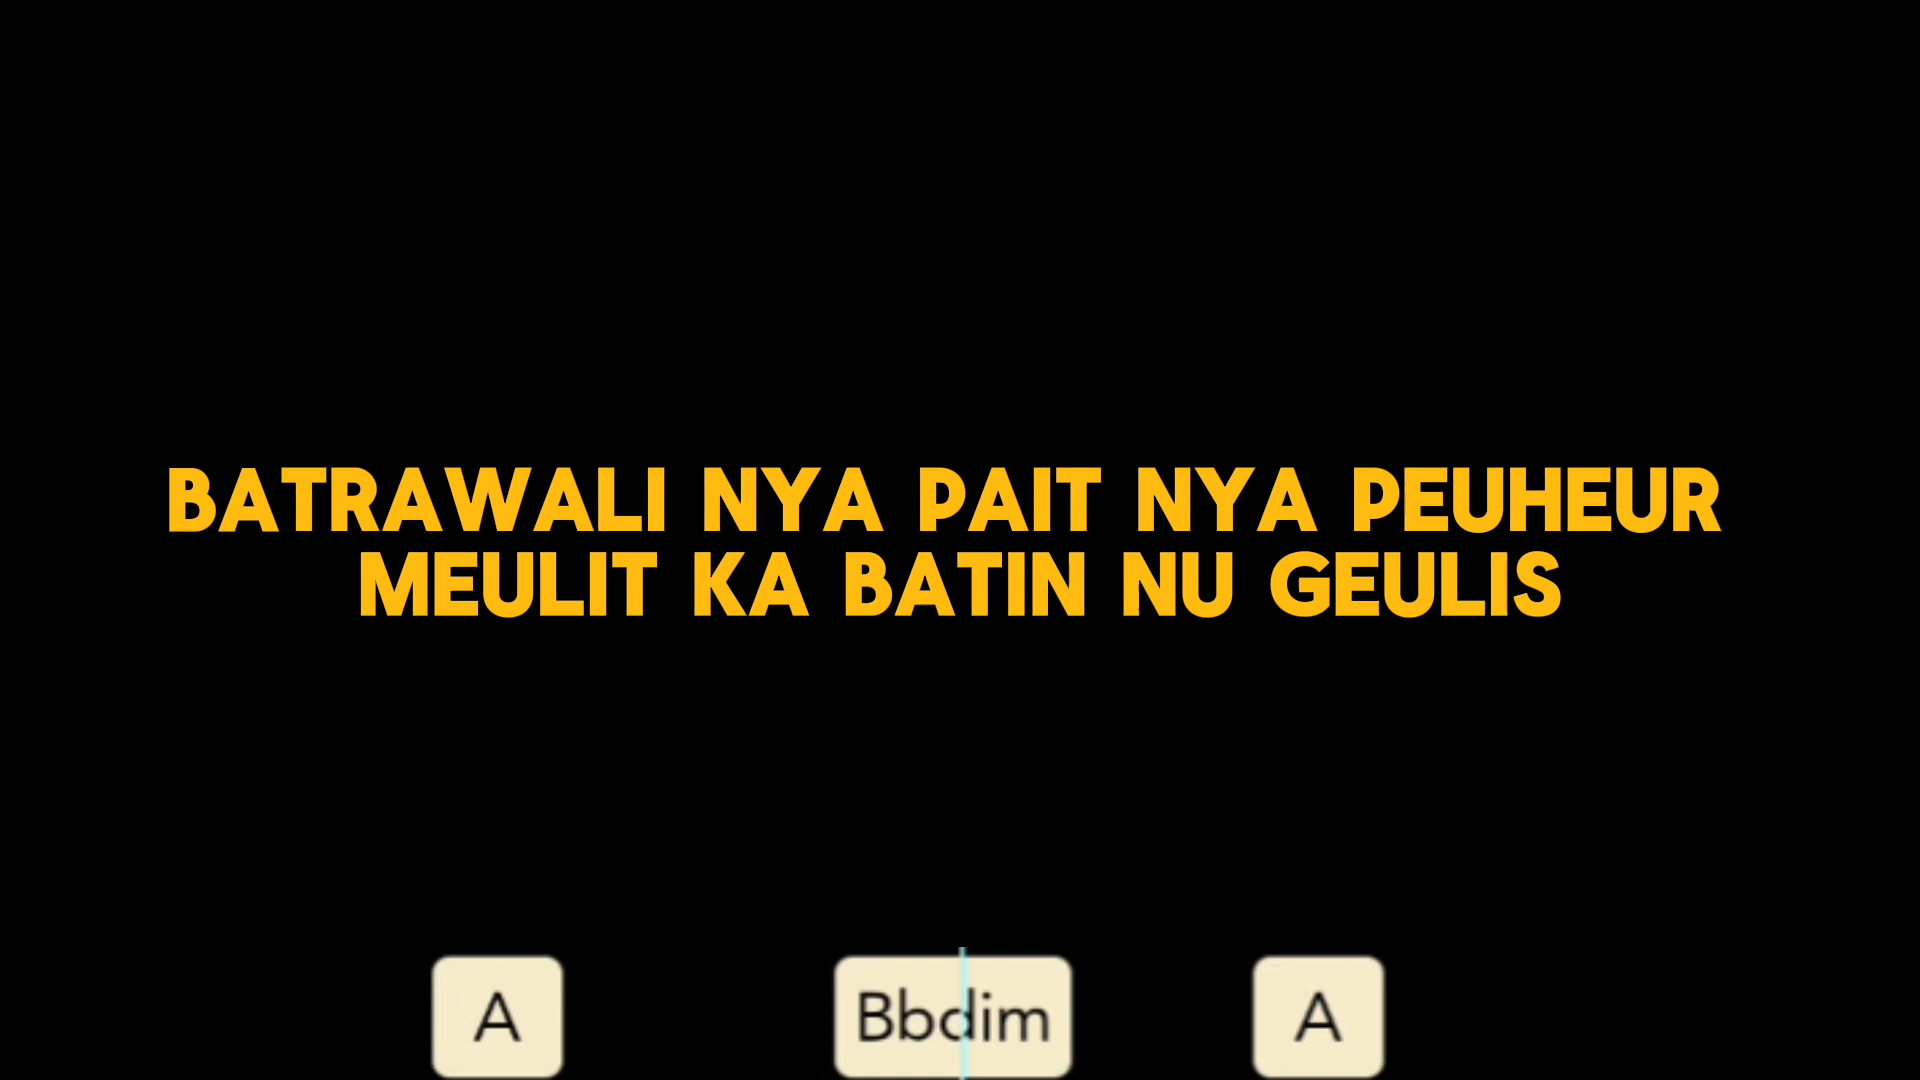 BATRAWALI NYA PAIT NYA PEUHEUR
MEULIT KA BATIN NU GEULIS
A Bbdim A